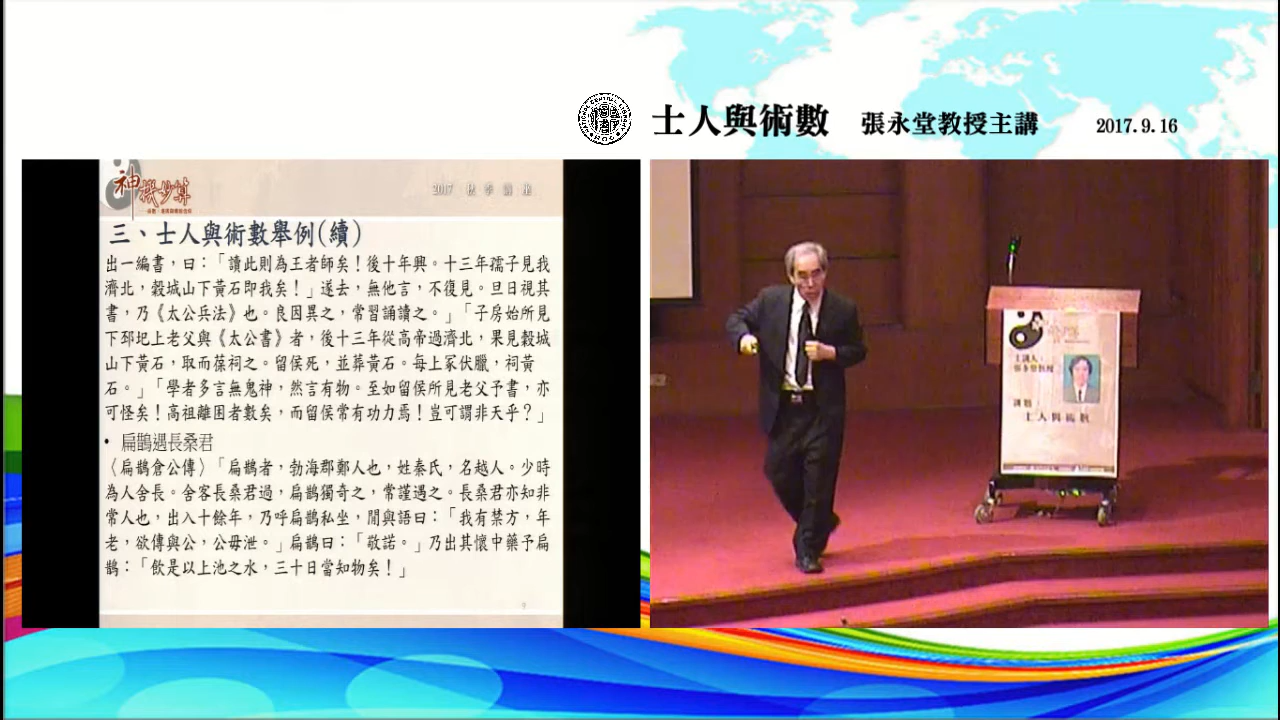 士人與術數 張永堂教授主講 2017.9.16
神機妙算
2017 秋季講座
三、士人與術數舉例(續)
出一編書，曰：「讀此則為王者師矣！後十年興。十三年孺子見我
濟北，穀城山下黃石即我矣！」遂去，無他言，不復見。旦日視其
書，乃《太公兵法》也。良因異之，常習誦讀之。」「子房始所見
下邳圯上老父與《太公書》者，後十三年從高帝過濟北，果見穀城
山下黃石，取而葆祠之。留侯死，並葬黃石。每上冢伏臘，祠黃
石。」「學者多言無鬼神，然言有物。至如留侯所見老父予書，亦
可怪矣！高祖離困者數矣，而留侯常有功力焉！豈可謂非天乎？」
• 扁鵲遇長桑君
〈扁鵲倉公傳〉「扁鵲者，勃海郡鄭人也，姓秦氏，名越人。少時
為人舍長。舍客長桑君過，扁鵲獨奇之，常謹遇之。長桑君亦知非
常人也，出入十餘年，乃呼扁鵲私坐，閒與語曰：「我有禁方，年
老，欲傳與公，公毋泄。」扁鵲曰：「敬諾。」乃出其懷中藥予扁
鵲：「飲是以上池之水，三十日當知物矣！」
9
主講人：
張永堂教授
講題
士人與術數